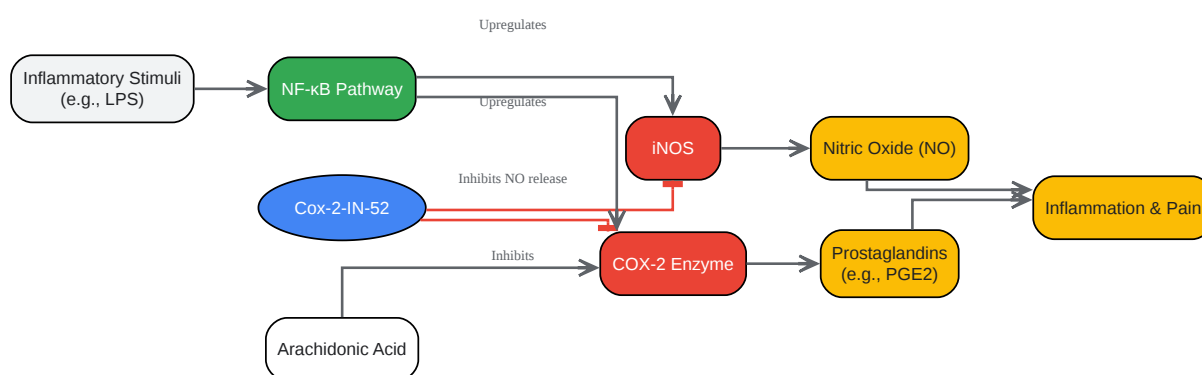 Upregulates
Inflammatory Stimuli
(e.g., LPS)
NF-κB Pathway
Upregulates
iNOS
Nitric Oxide (NO)
Inhibits NO release
Cox-2-IN-52
Inflammation & Pain
Inhibits
COX-2 Enzyme
Prostaglandins
(e.g., PGE2)
Arachidonic Acid